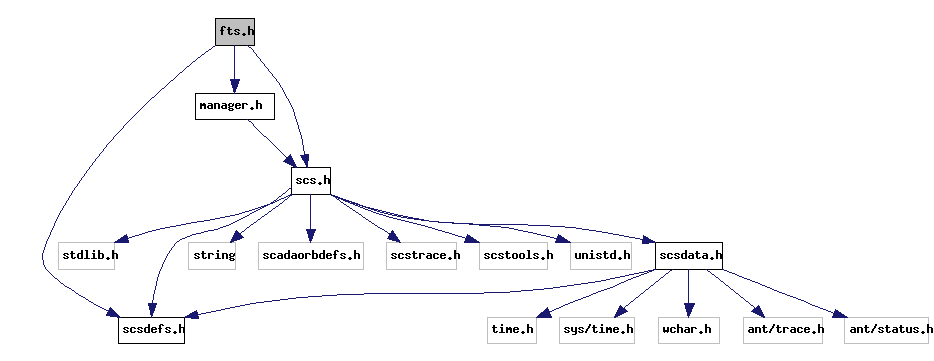 fts.h
manager.h
scs.h
stdlib.h
string
scadaorbdefs.h
scstrace.h
scstools.h
unistd.h
scsdata.h
scsdefs.h
time.h
sys/time.h
wchar.h
ant/trace.h
ant/status.h